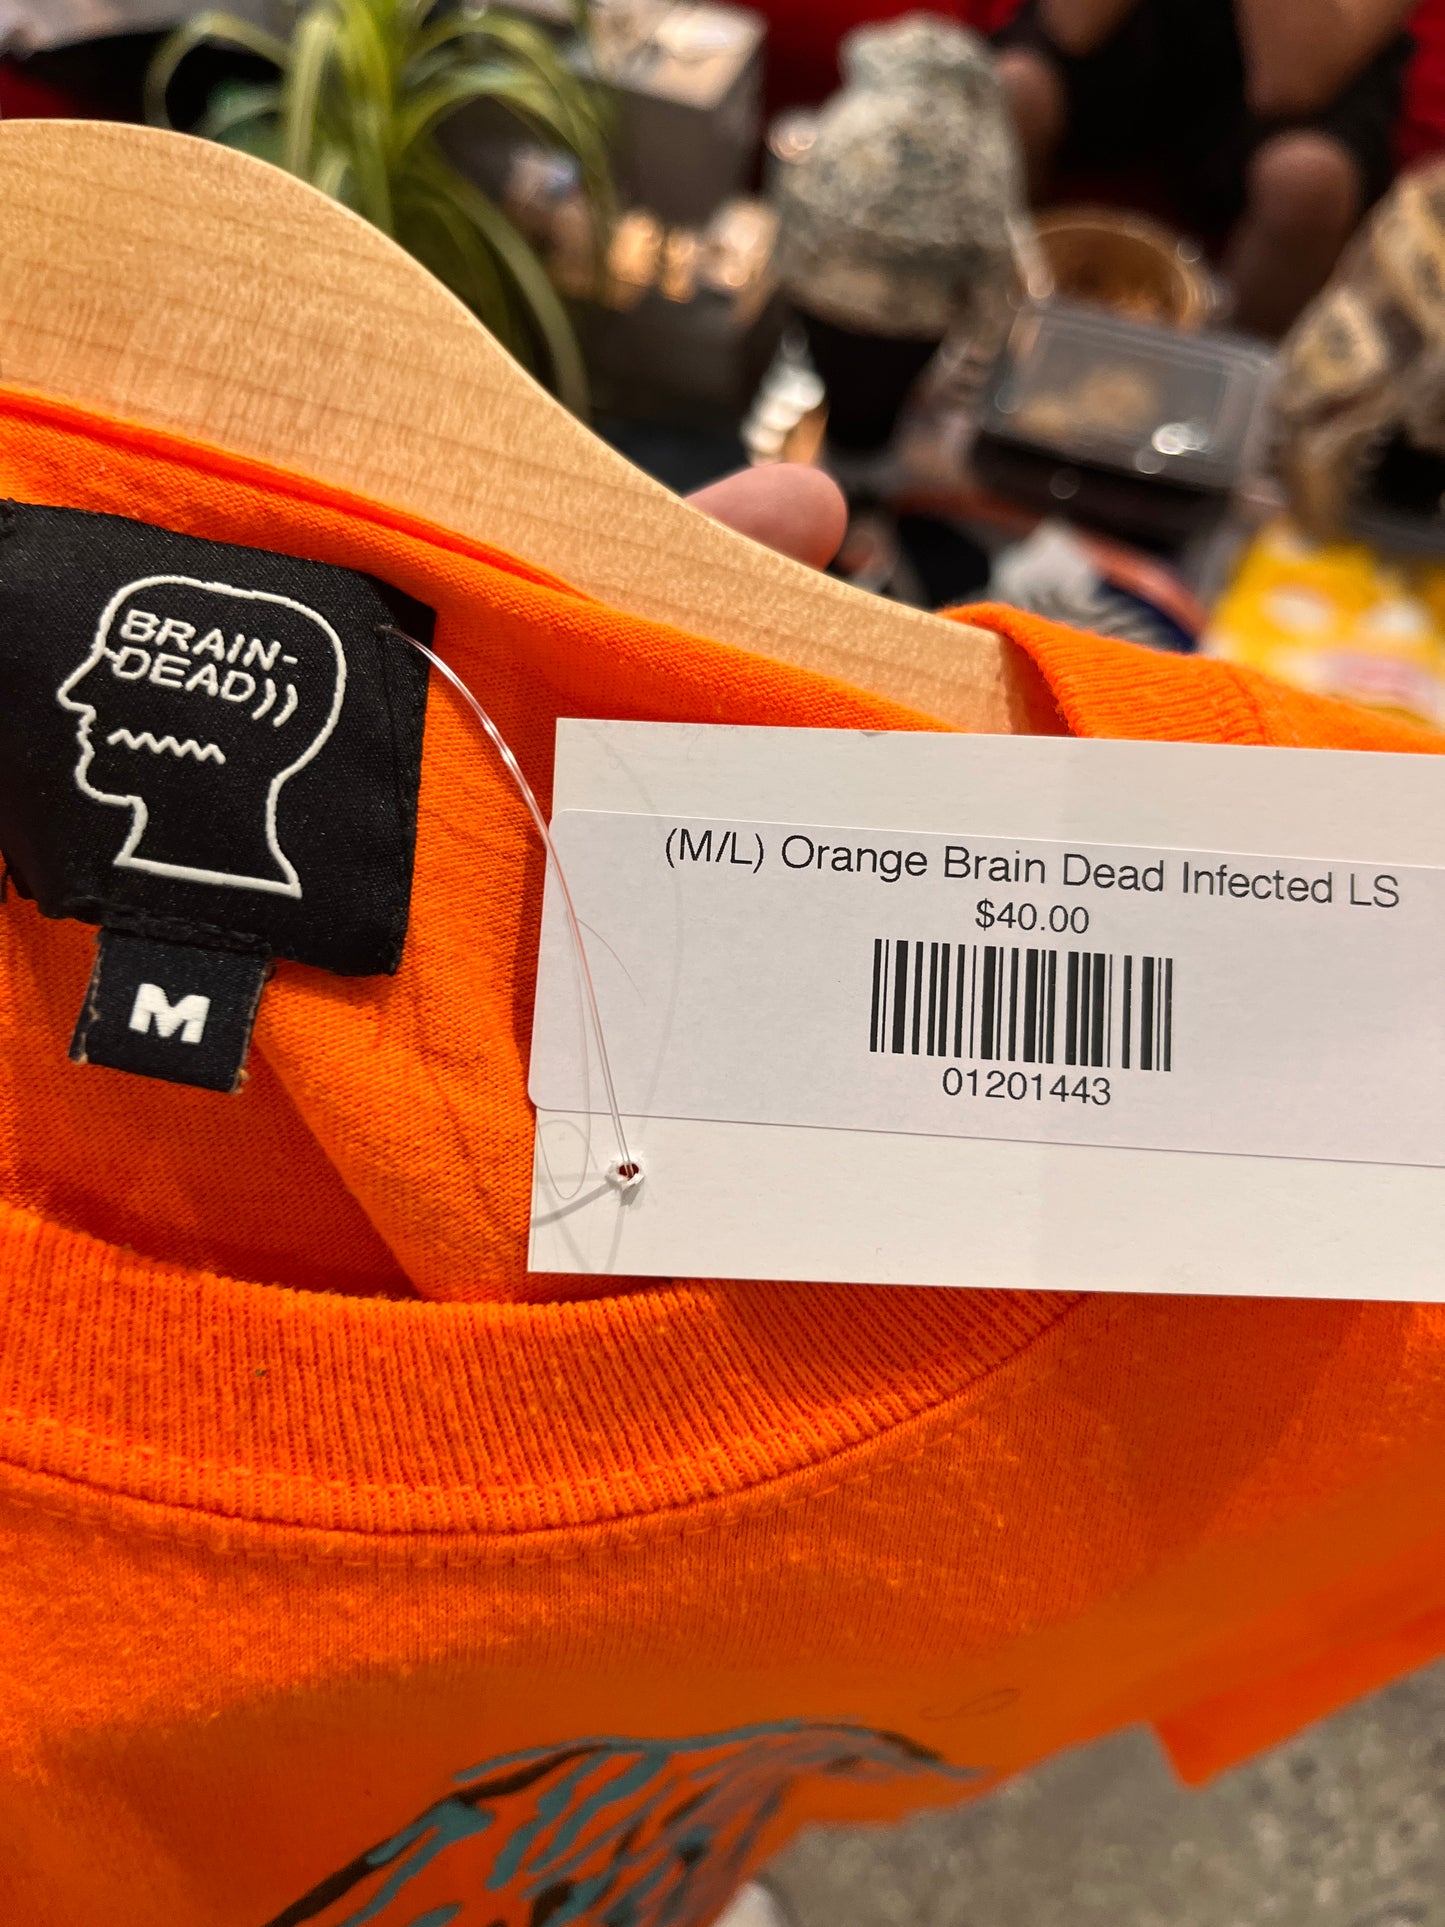 BRAIN-
DEAD))
M
(M/L) Orange Brain Dead Infected LS
$40.00
01201443